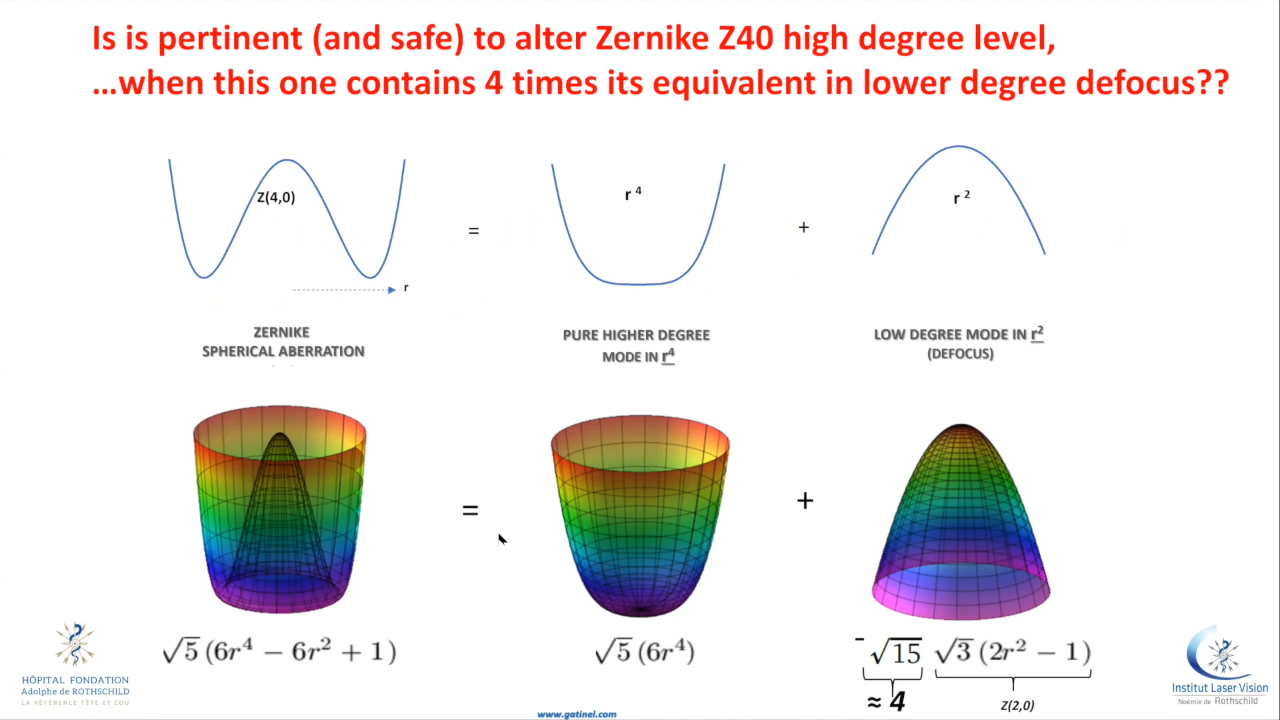 Is is pertinent (and safe) to alter Zernike Z40 high degree level,
…when this one contains 4 times its equivalent in lower degree defocus??
Z(4,0)
r
=
r⁴
+
r²
ZERNIKE
SPHERICAL ABERRATION
PURE HIGHER DEGREE
MODE IN r⁴
LOW DEGREE MODE IN r²
(DEFOCUS)
=
+
√5 (6r⁴ − 6r² + 1)
√5 (6r⁴)
-√15 √3 (2r² − 1)
≈ 4
Z(2,0)
HÔPITAL FONDATION
Adolphe de ROTHSCHILD
LA RÉFÉRENCE TÊTE ET COU
www.gatinel.com
Institut Laser Vision
Noémie de Rothschild